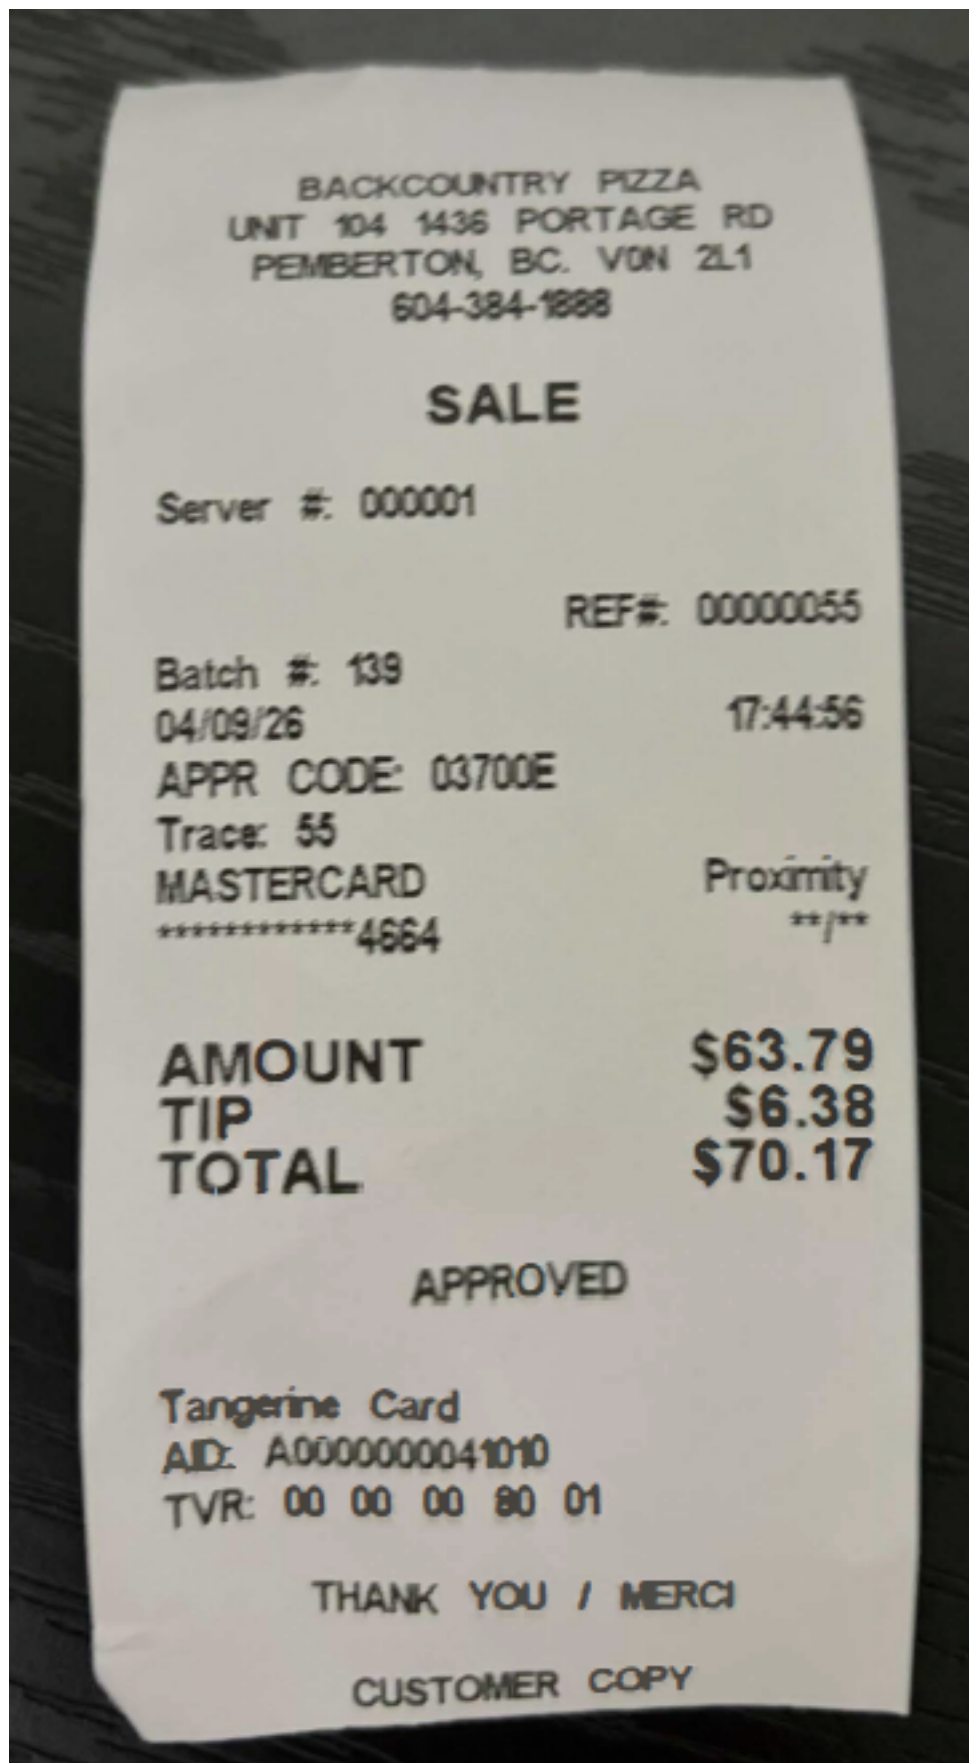 BACKCOUNTRY PIZZA
UNIT 104 1436 PORTAGE RD
PEMBERTON, BC. V0N 2L1
604-384-1888
SALE
Server #: 000001
REF#: 00000055
Batch #: 139
04/09/26 17:44:56
APPR CODE: 03700E
Trace: 55
MASTERCARD Proximity
************4664 **/**
AMOUNT $63.79
TIP $6.38
TOTAL $70.17
APPROVED
Tangerine Card
AID: A0000000041010
TVR: 00 00 00 80 01
THANK YOU / MERCI
CUSTOMER COPY